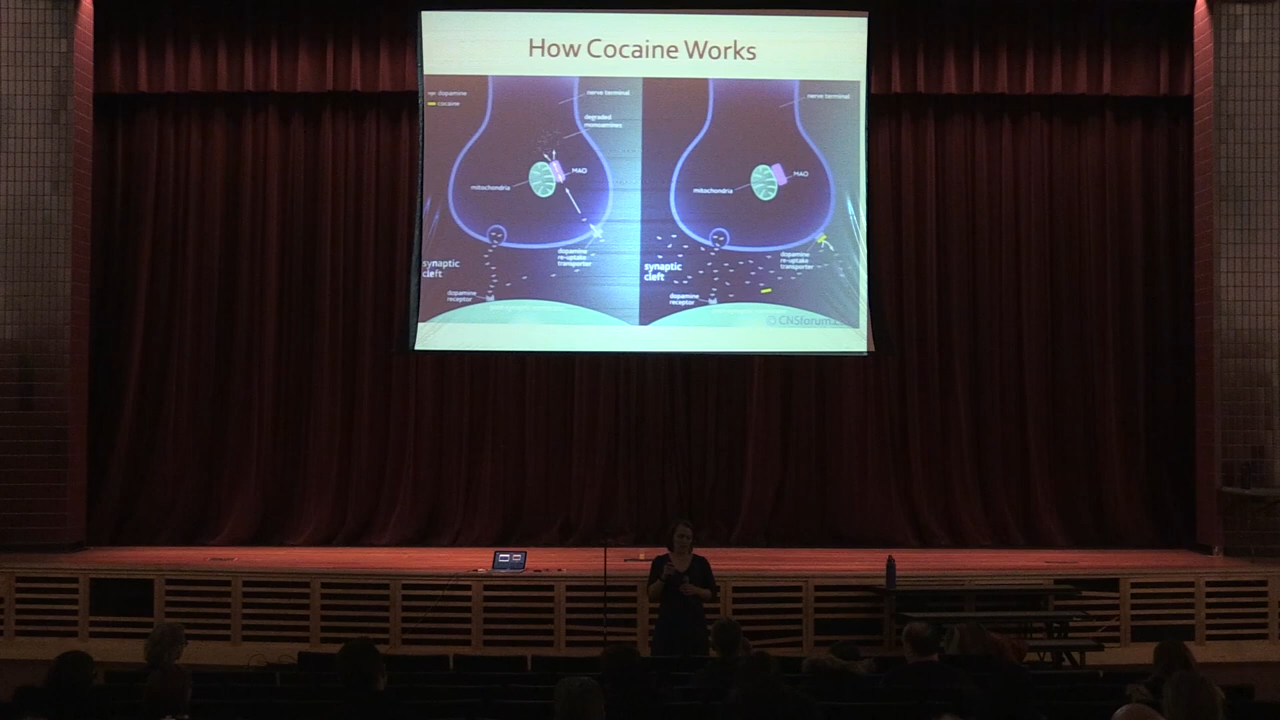 How Cocaine Works
dopamine
cocaine
nerve terminal
degraded
monoamines
MAO
mitochondria
dopamine
re-uptake
transporter
synaptic
cleft
dopamine
receptor
nerve terminal
MAO
mitochondria
dopamine
re-uptake
transporter
synaptic
cleft
dopamine
receptor
© CNSforum.c